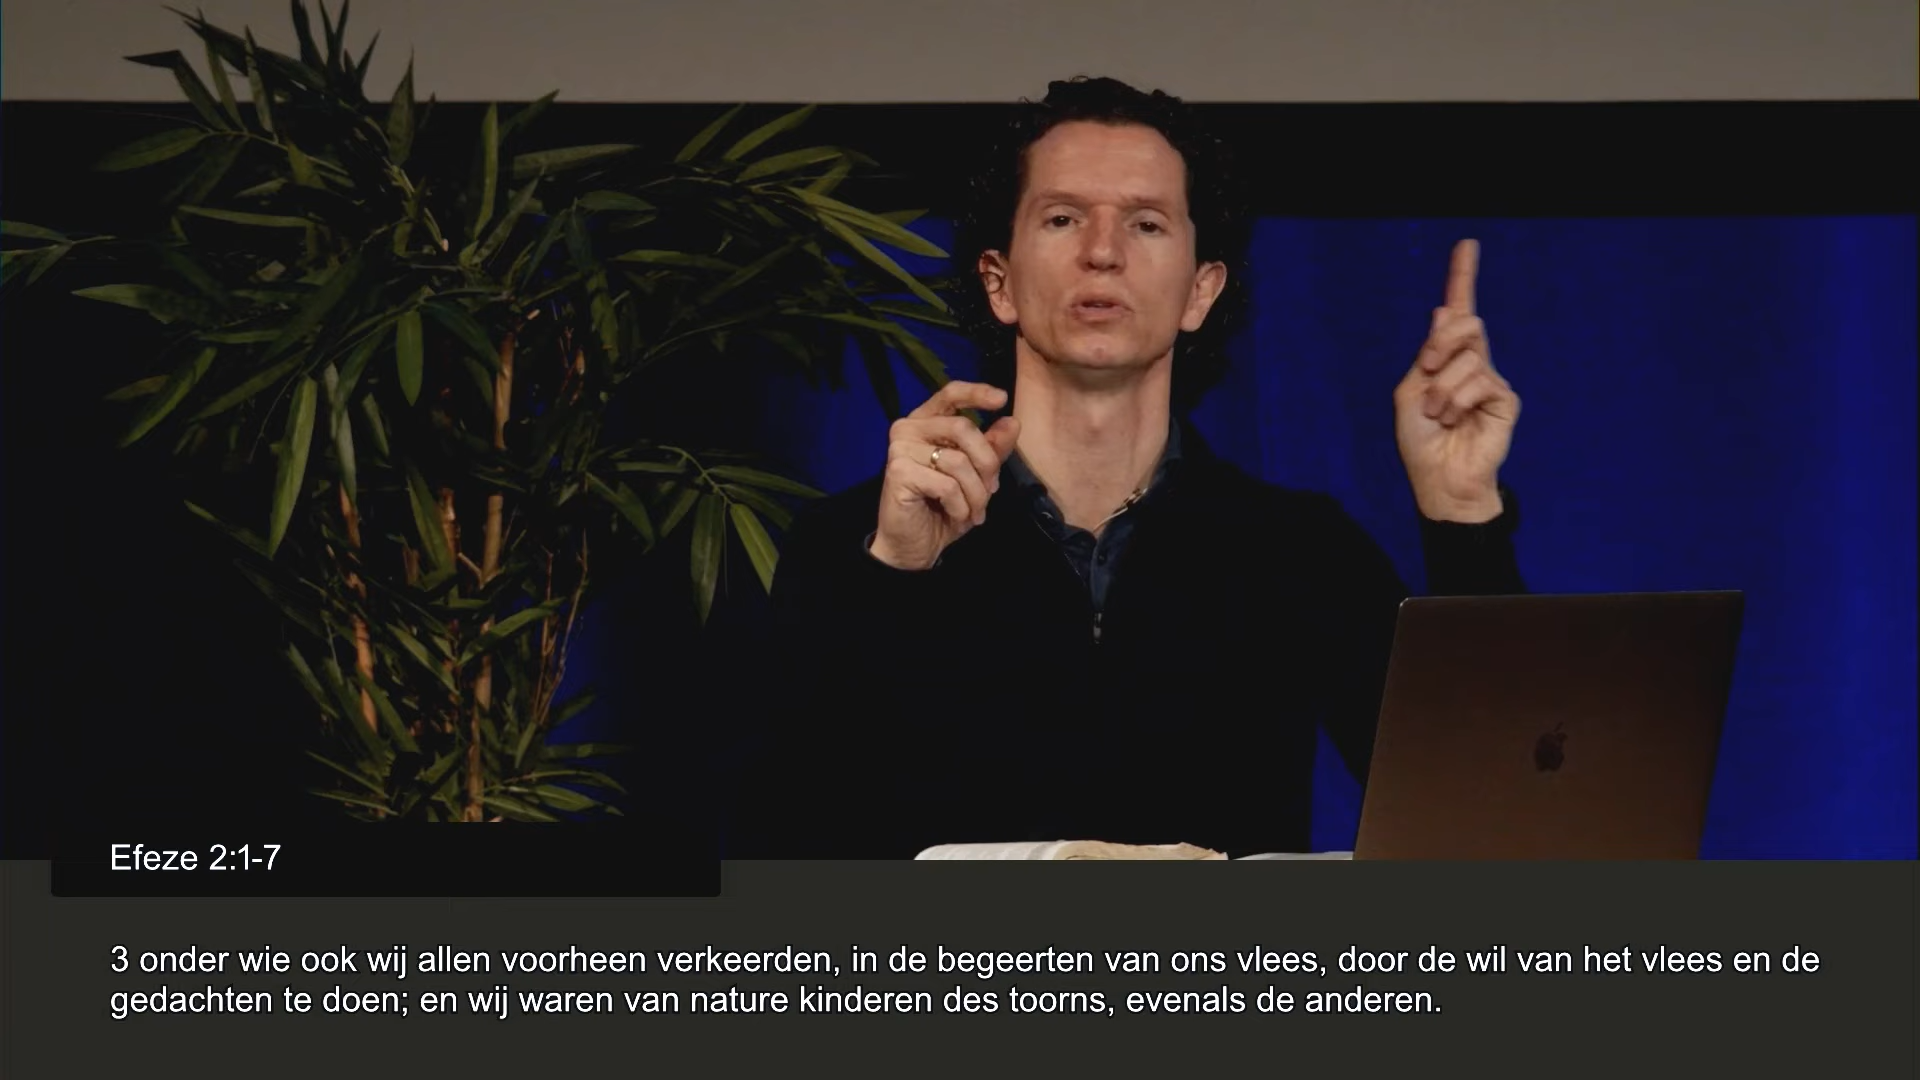 Efeze 2:1-7
3 onder wie ook wij allen voorheen verkeerden, in de begeerten van ons vlees, door de wil van het vlees en de
gedachten te doen; en wij waren van nature kinderen des toorns, evenals de anderen.